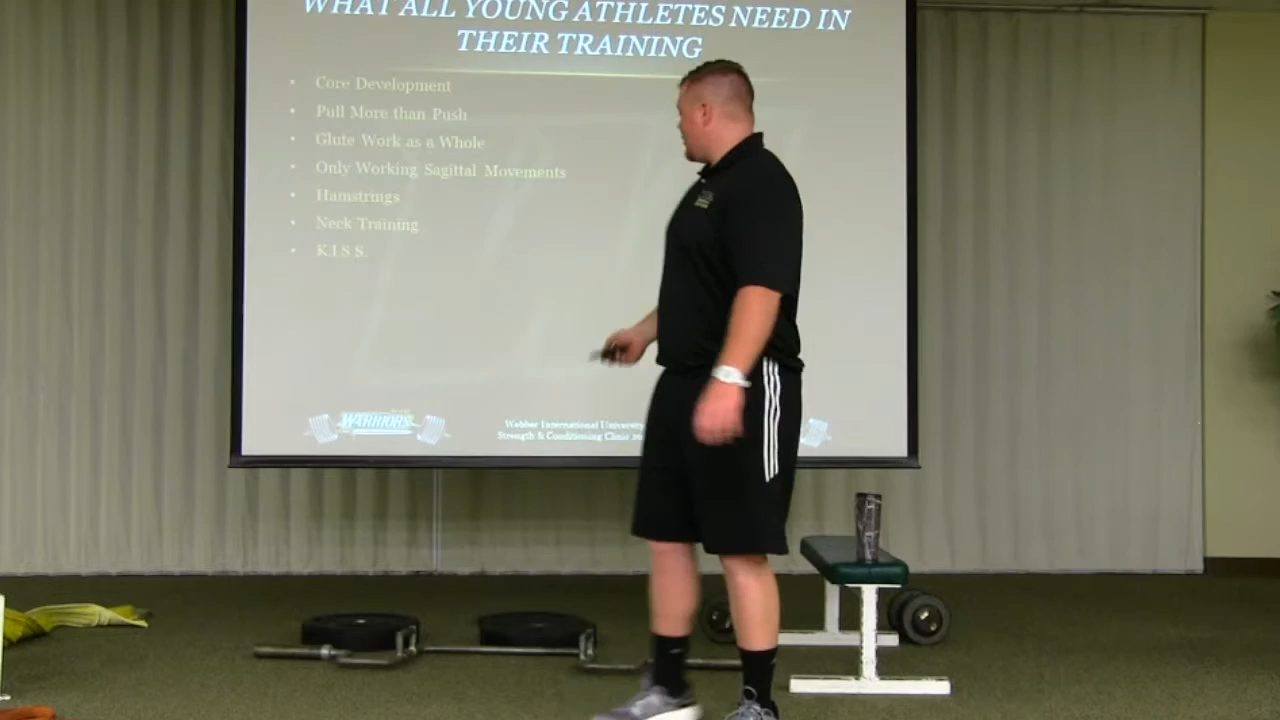 WHAT ALL YOUNG ATHLETES NEED IN
THEIR TRAINING
• Core Development
• Pull More than Push
• Glute Work as a Whole
• Only Working Sagittal Movements
• Hamstrings
• Neck Training
• K.I.S.S.
WARRIORS
Webber International University
Strength & Conditioning Clinic